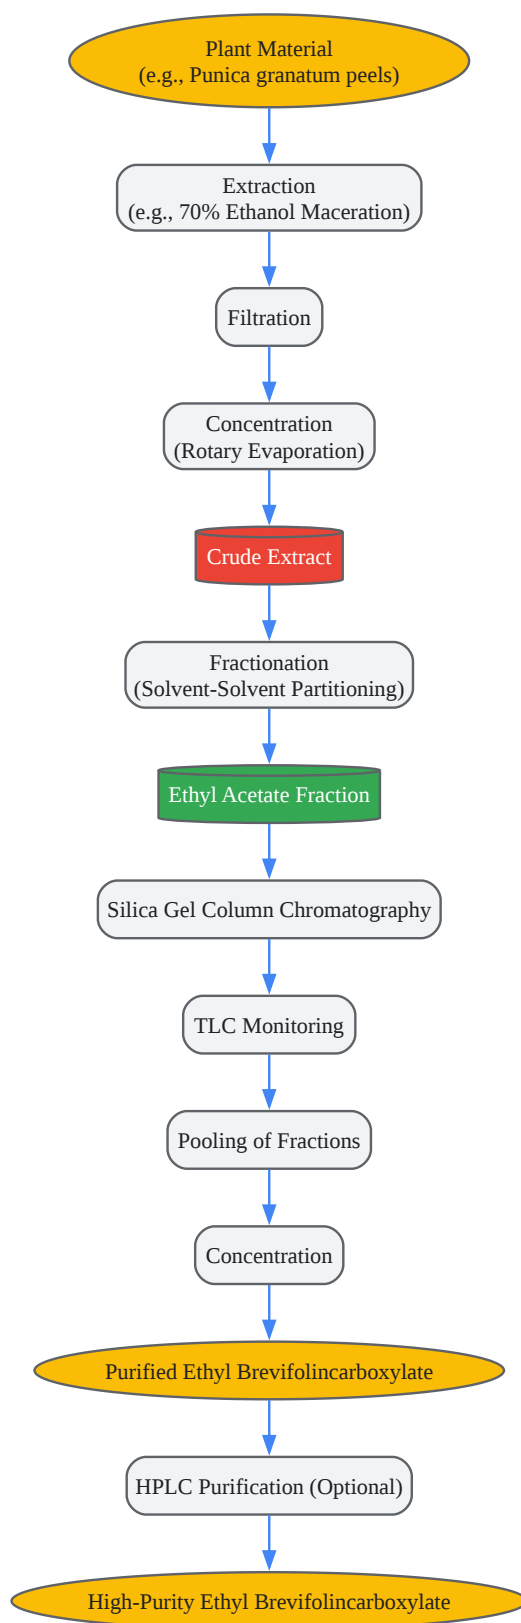 Plant Material
(e.g., Punica granatum peels)
Extraction
(e.g., 70% Ethanol Maceration)
Filtration
Concentration
(Rotary Evaporation)
Crude Extract
Fractionation
(Solvent-Solvent Partitioning)
Ethyl Acetate Fraction
Silica Gel Column Chromatography
TLC Monitoring
Pooling of Fractions
Concentration
Purified Ethyl Brevifolincarboxylate
HPLC Purification (Optional)
High-Purity Ethyl Brevifolincarboxylate